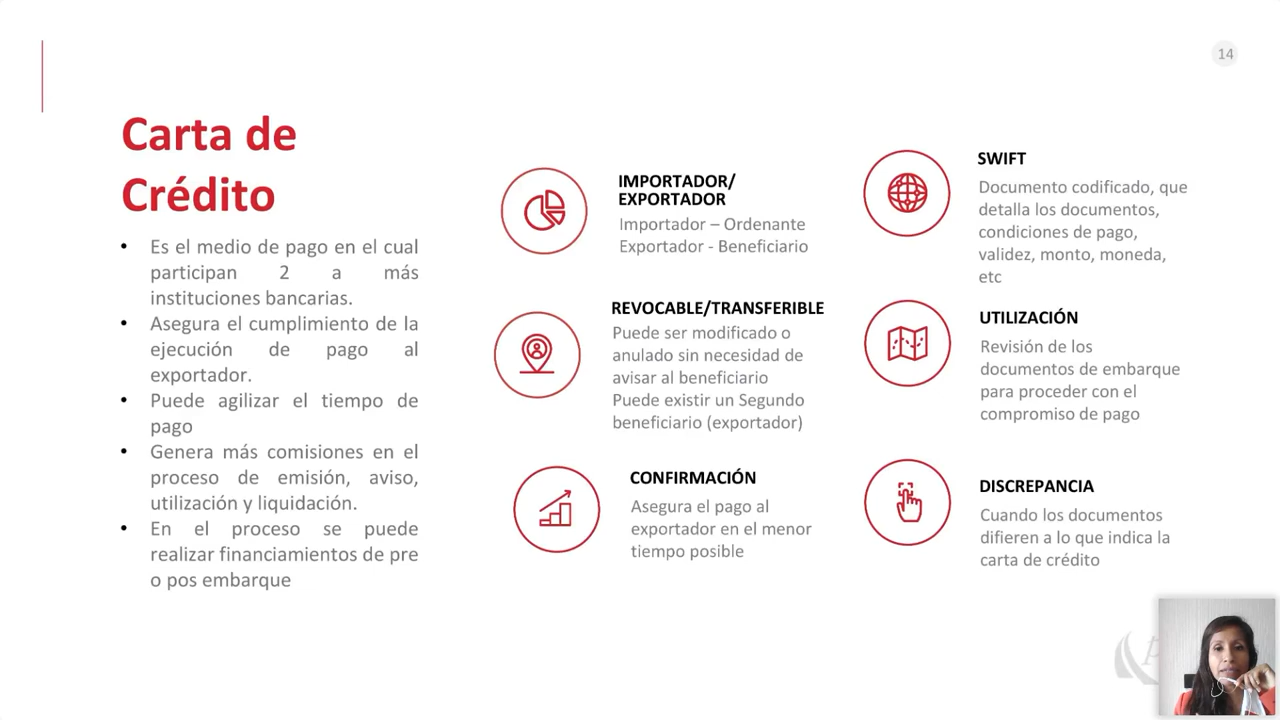 14
Carta de
Crédito
• Es el medio de pago en el cual
participan 2 a más
instituciones bancarias.
• Asegura el cumplimiento de la
ejecución de pago al
exportador.
• Puede agilizar el tiempo de
pago
• Genera más comisiones en el
proceso de emisión, aviso,
utilización y liquidación.
• En el proceso se puede
realizar financiamientos de pre
o pos embarque
IMPORTADOR/
EXPORTADOR
Importador – Ordenante
Exportador - Beneficiario
REVOCABLE/TRANSFERIBLE
Puede ser modificado o
anulado sin necesidad de
avisar al beneficiario
Puede existir un Segundo
beneficiario (exportador)
CONFIRMACIÓN
Asegura el pago al
exportador en el menor
tiempo posible
SWIFT
Documento codificado, que
detalla los documentos,
condiciones de pago,
validez, monto, moneda,
etc
UTILIZACIÓN
Revisión de los
documentos de embarque
para proceder con el
compromiso de pago
DISCREPANCIA
Cuando los documentos
difieren a lo que indica la
carta de crédito